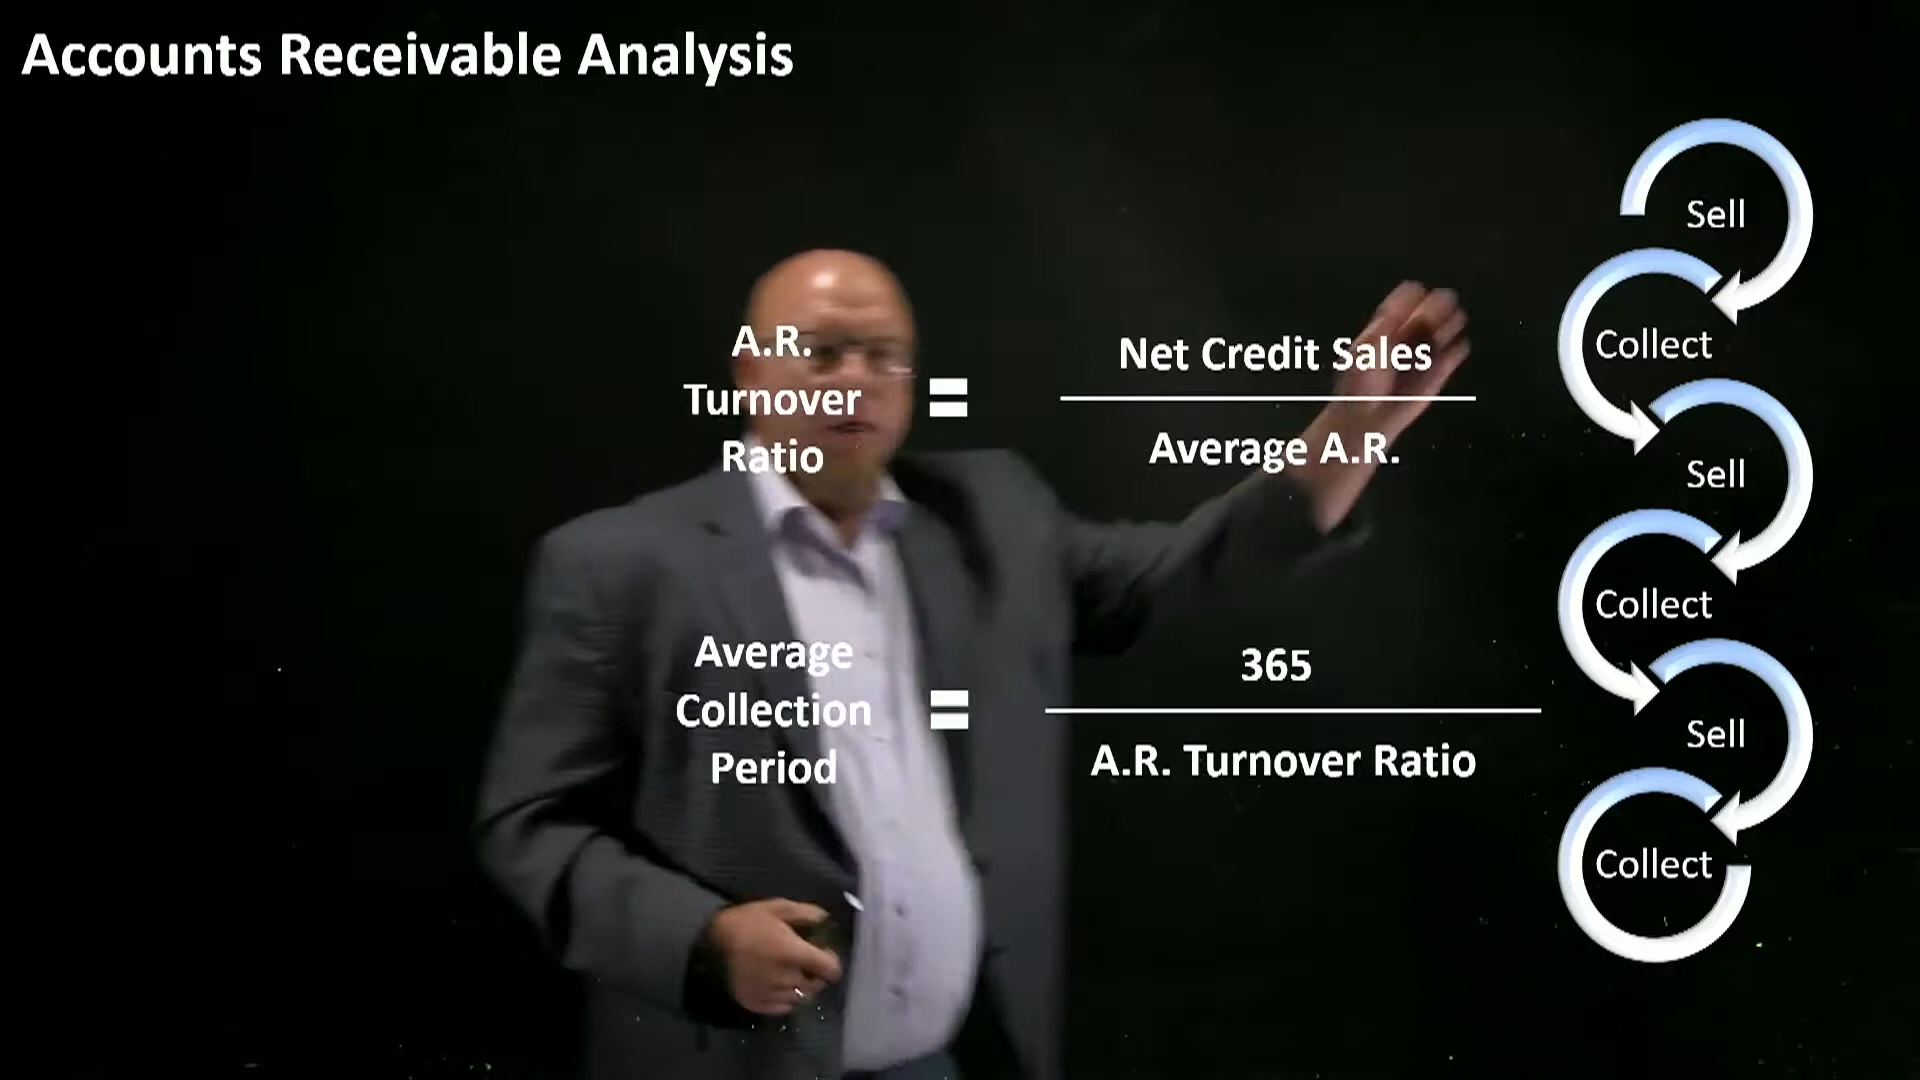 Accounts Receivable Analysis
A.R.
Turnover
Ratio
=
Net Credit Sales
Average A.R.
Average
Collection
Period
=
365
A.R. Turnover Ratio
Sell
Collect
Sell
Collect
Sell
Collect